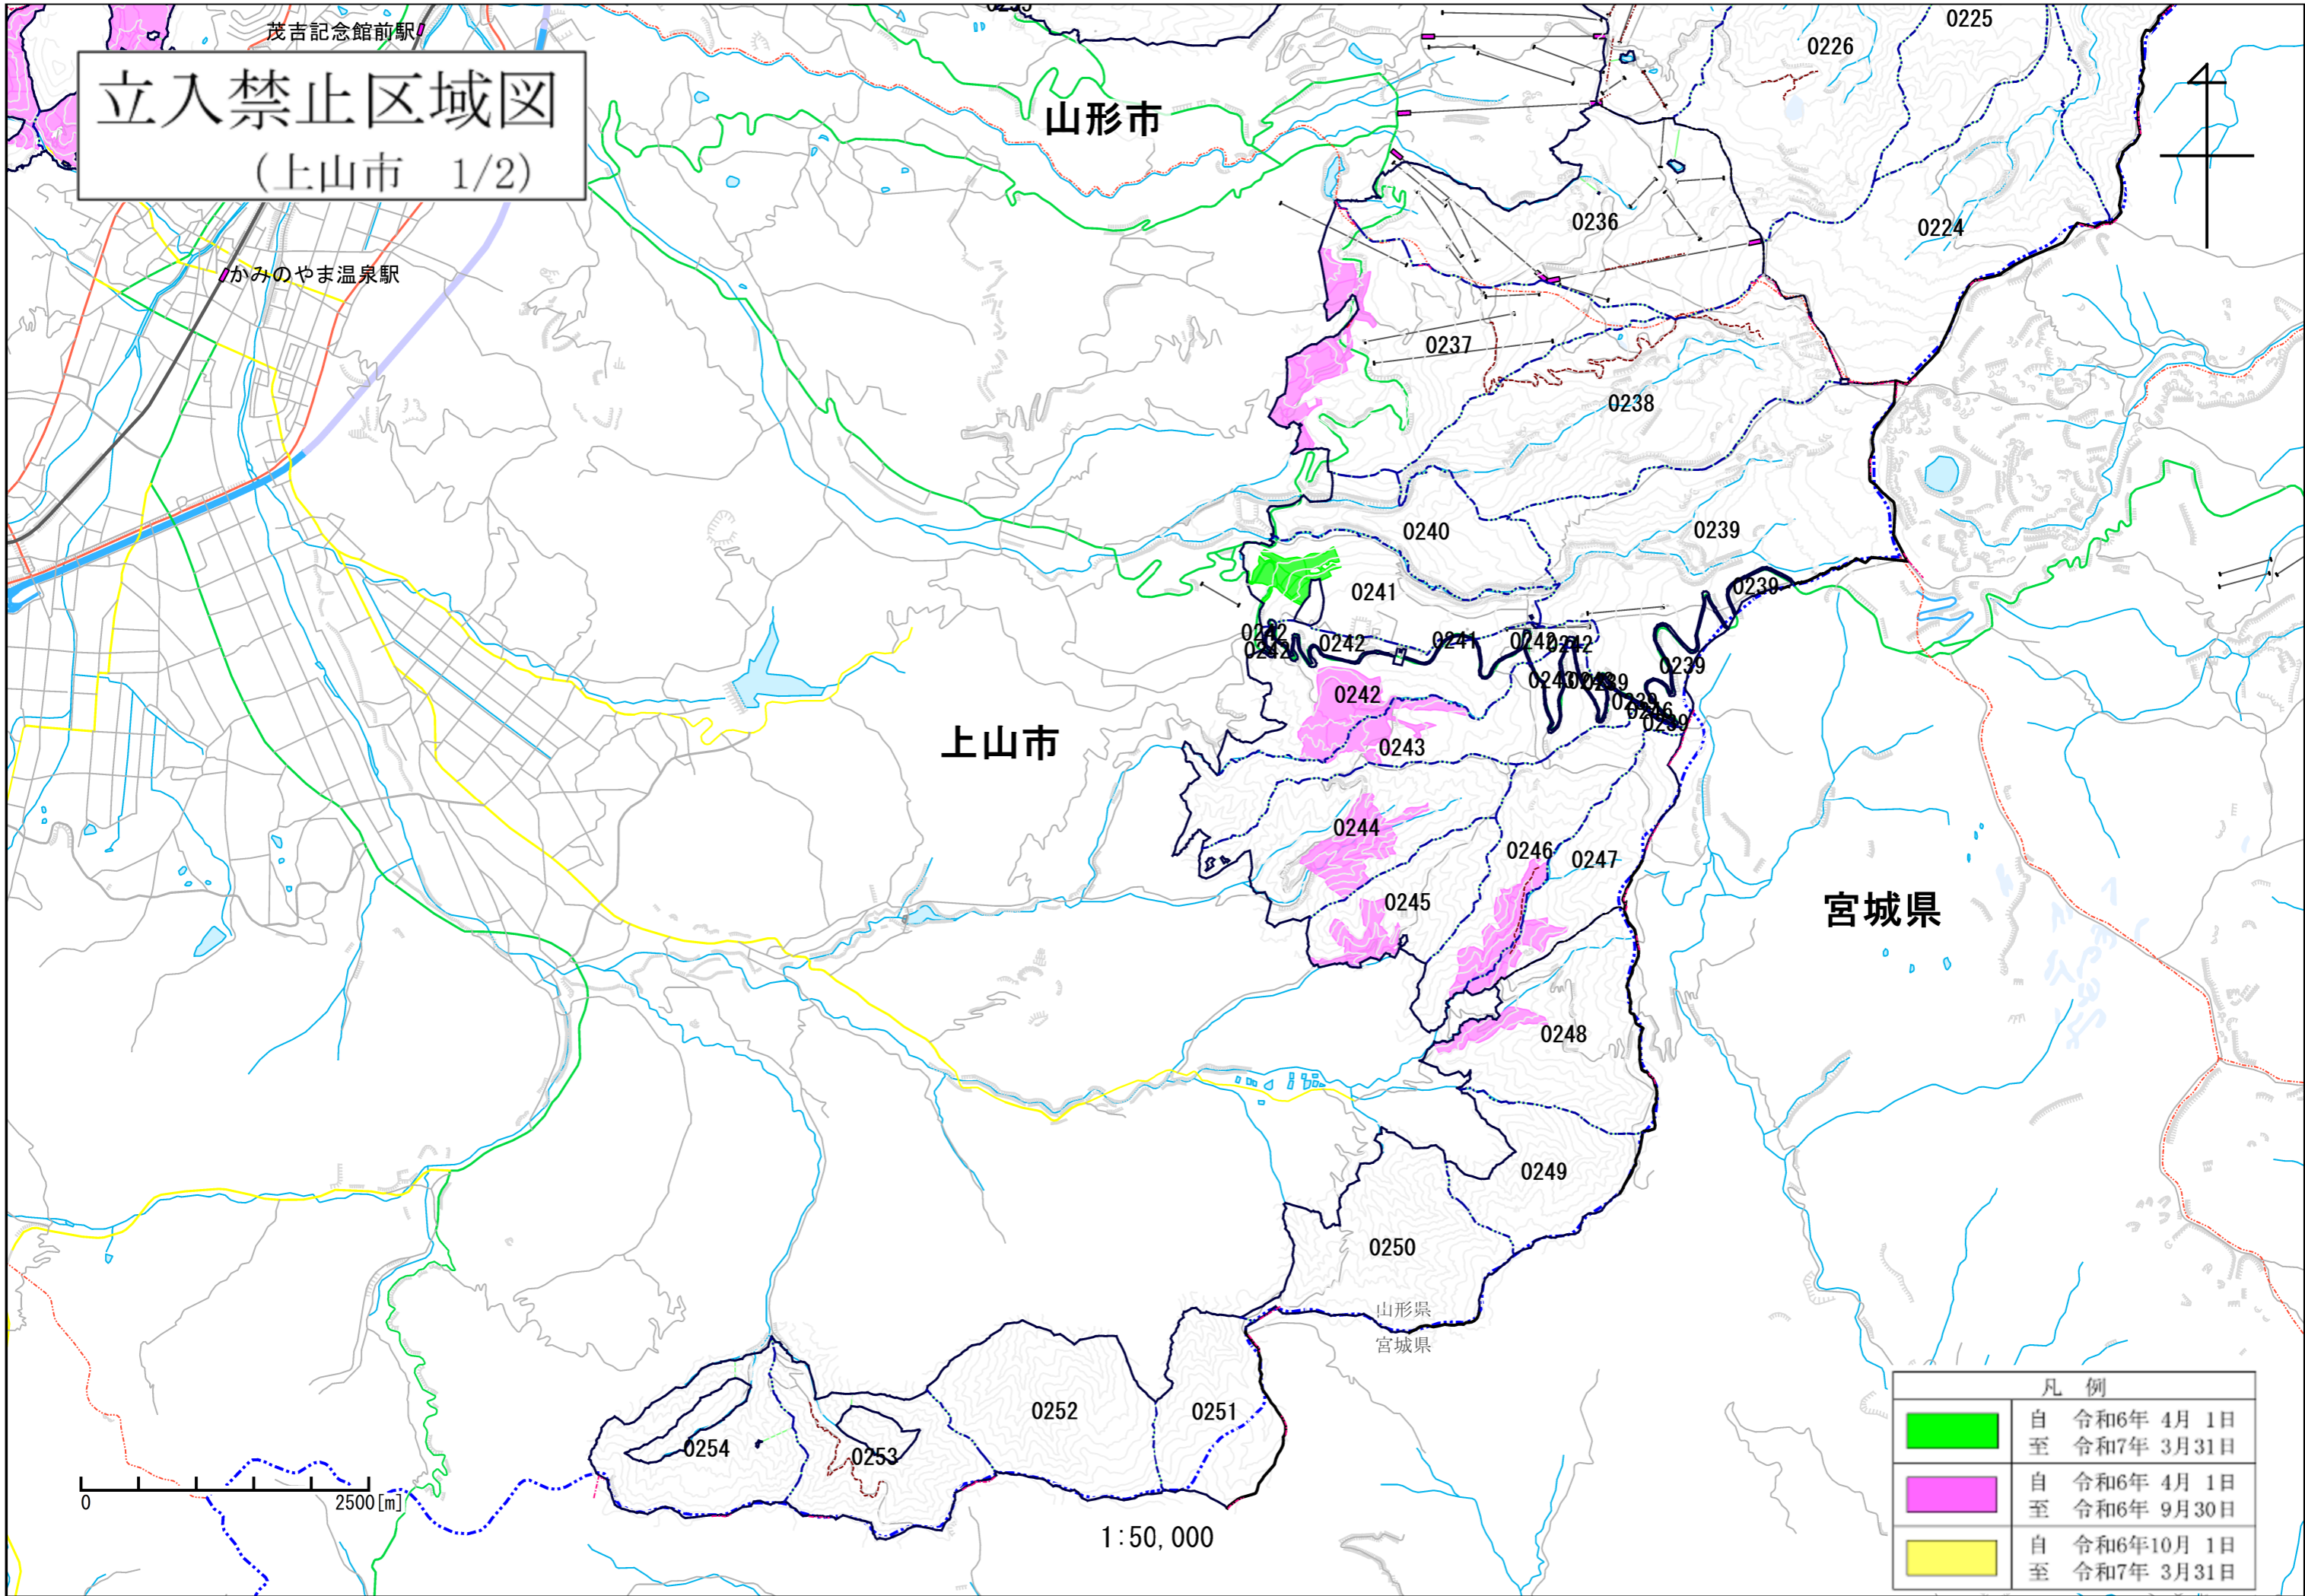 茂吉記念館前駅
立入禁止区域図
(上山市 1/2)
かみのやま温泉駅
山形市
0225
0226
0224
0236
0237
0238
0240
0239
0241
0239
0242
0242
0241
0242
0242
0239
0242
0243
0239
0243
上山市
0244
0246
0247
0245
宮城県
0248
0249
0250
山形県
宮城県
0252
0251
0254
0253
0
2500[m]
1:50,000
凡 例
自 令和6年 4月 1日
至 令和7年 3月31日
自 令和6年 4月 1日
至 令和6年 9月30日
自 令和6年10月 1日
至 令和7年 3月31日